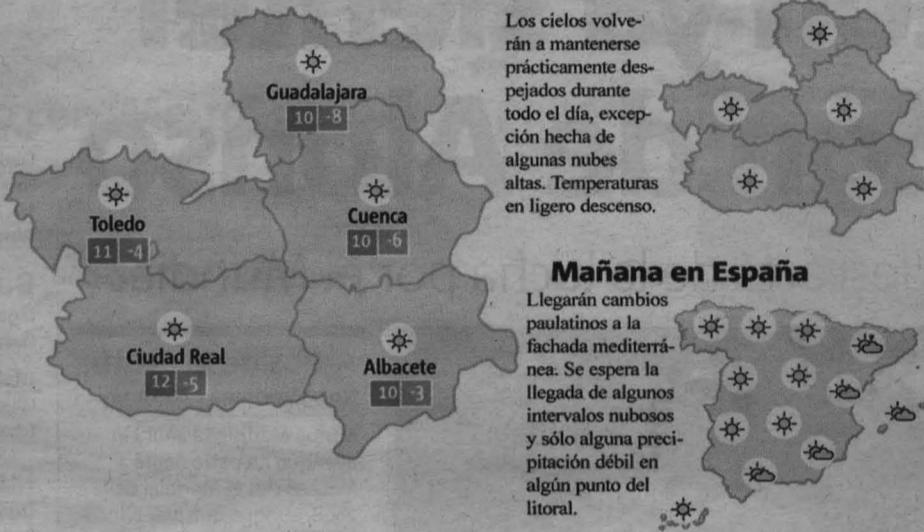 Guadalajara
10 -8
Toledo
11 -4
Cuenca
10 -6
Ciudad Real
12 -5
Albacete
10 -3
Los cielos volve-
rán a mantenerse
prácticamente des-
pejados durante
todo el día, excep-
ción hecha de
algunas nubes
altas. Temperaturas
en ligero descenso.
Mañana en España
Llegarán cambios
paulatinos a la
fachada mediterrá-
nea. Se espera la
llegada de algunos
intervalos nubosos
y sólo alguna preci-
pitación débil en
algún punto del
litoral.